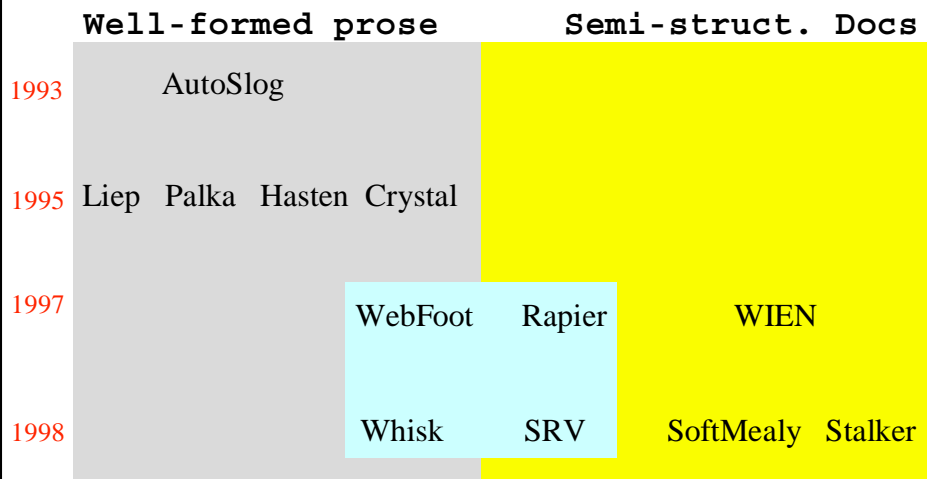 Well-formed prose Semi-struct. Docs
1993 AutoSlog
1995 Liep Palka Hasten Crystal
1997 WebFoot Rapier WIEN
1998 Whisk SRV SoftMealy Stalker